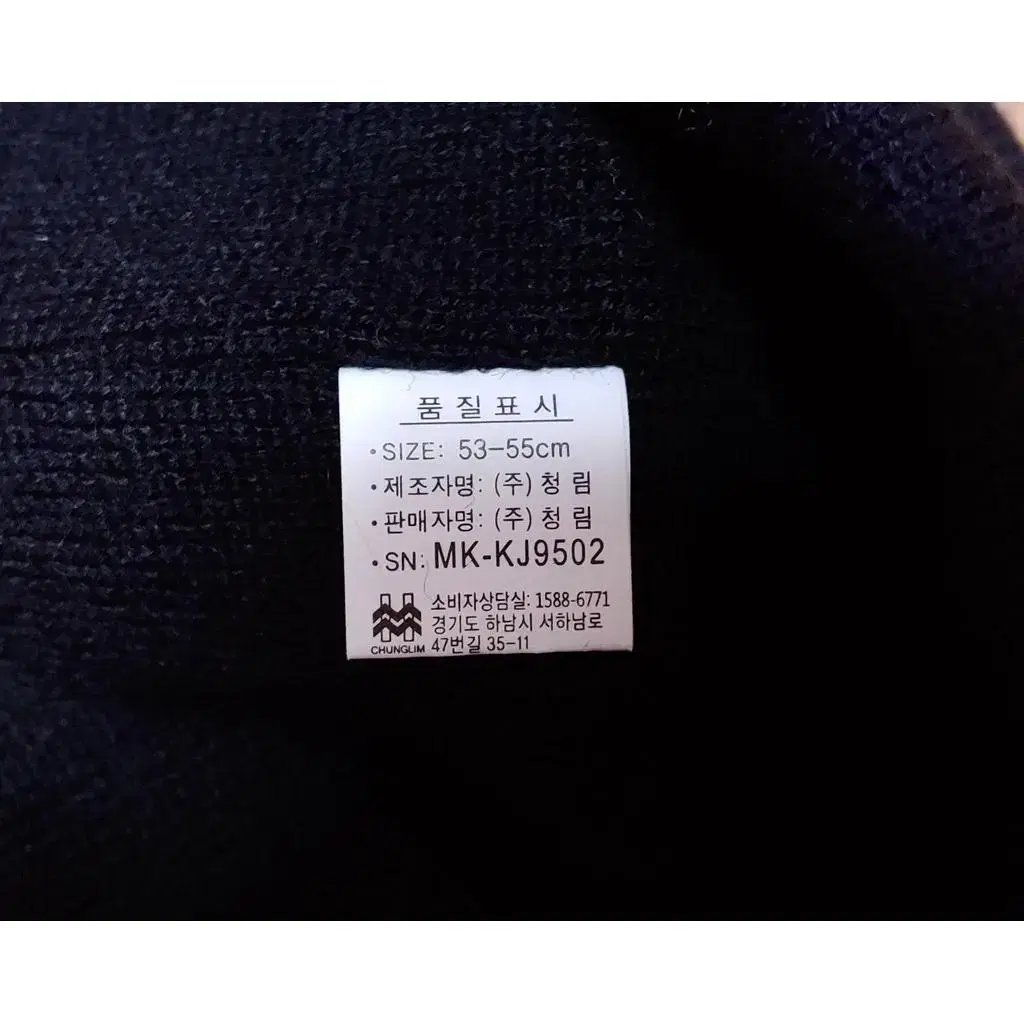 품질표시
·SIZE: 53-55cm
·제조자명: (주) 청림
·판매자명: (주) 청림
·SN: MK-KJ9502
소비자상담실: 1588-6771
경기도 하남시 서하남로
CHUNGLIM 47번길 35-11